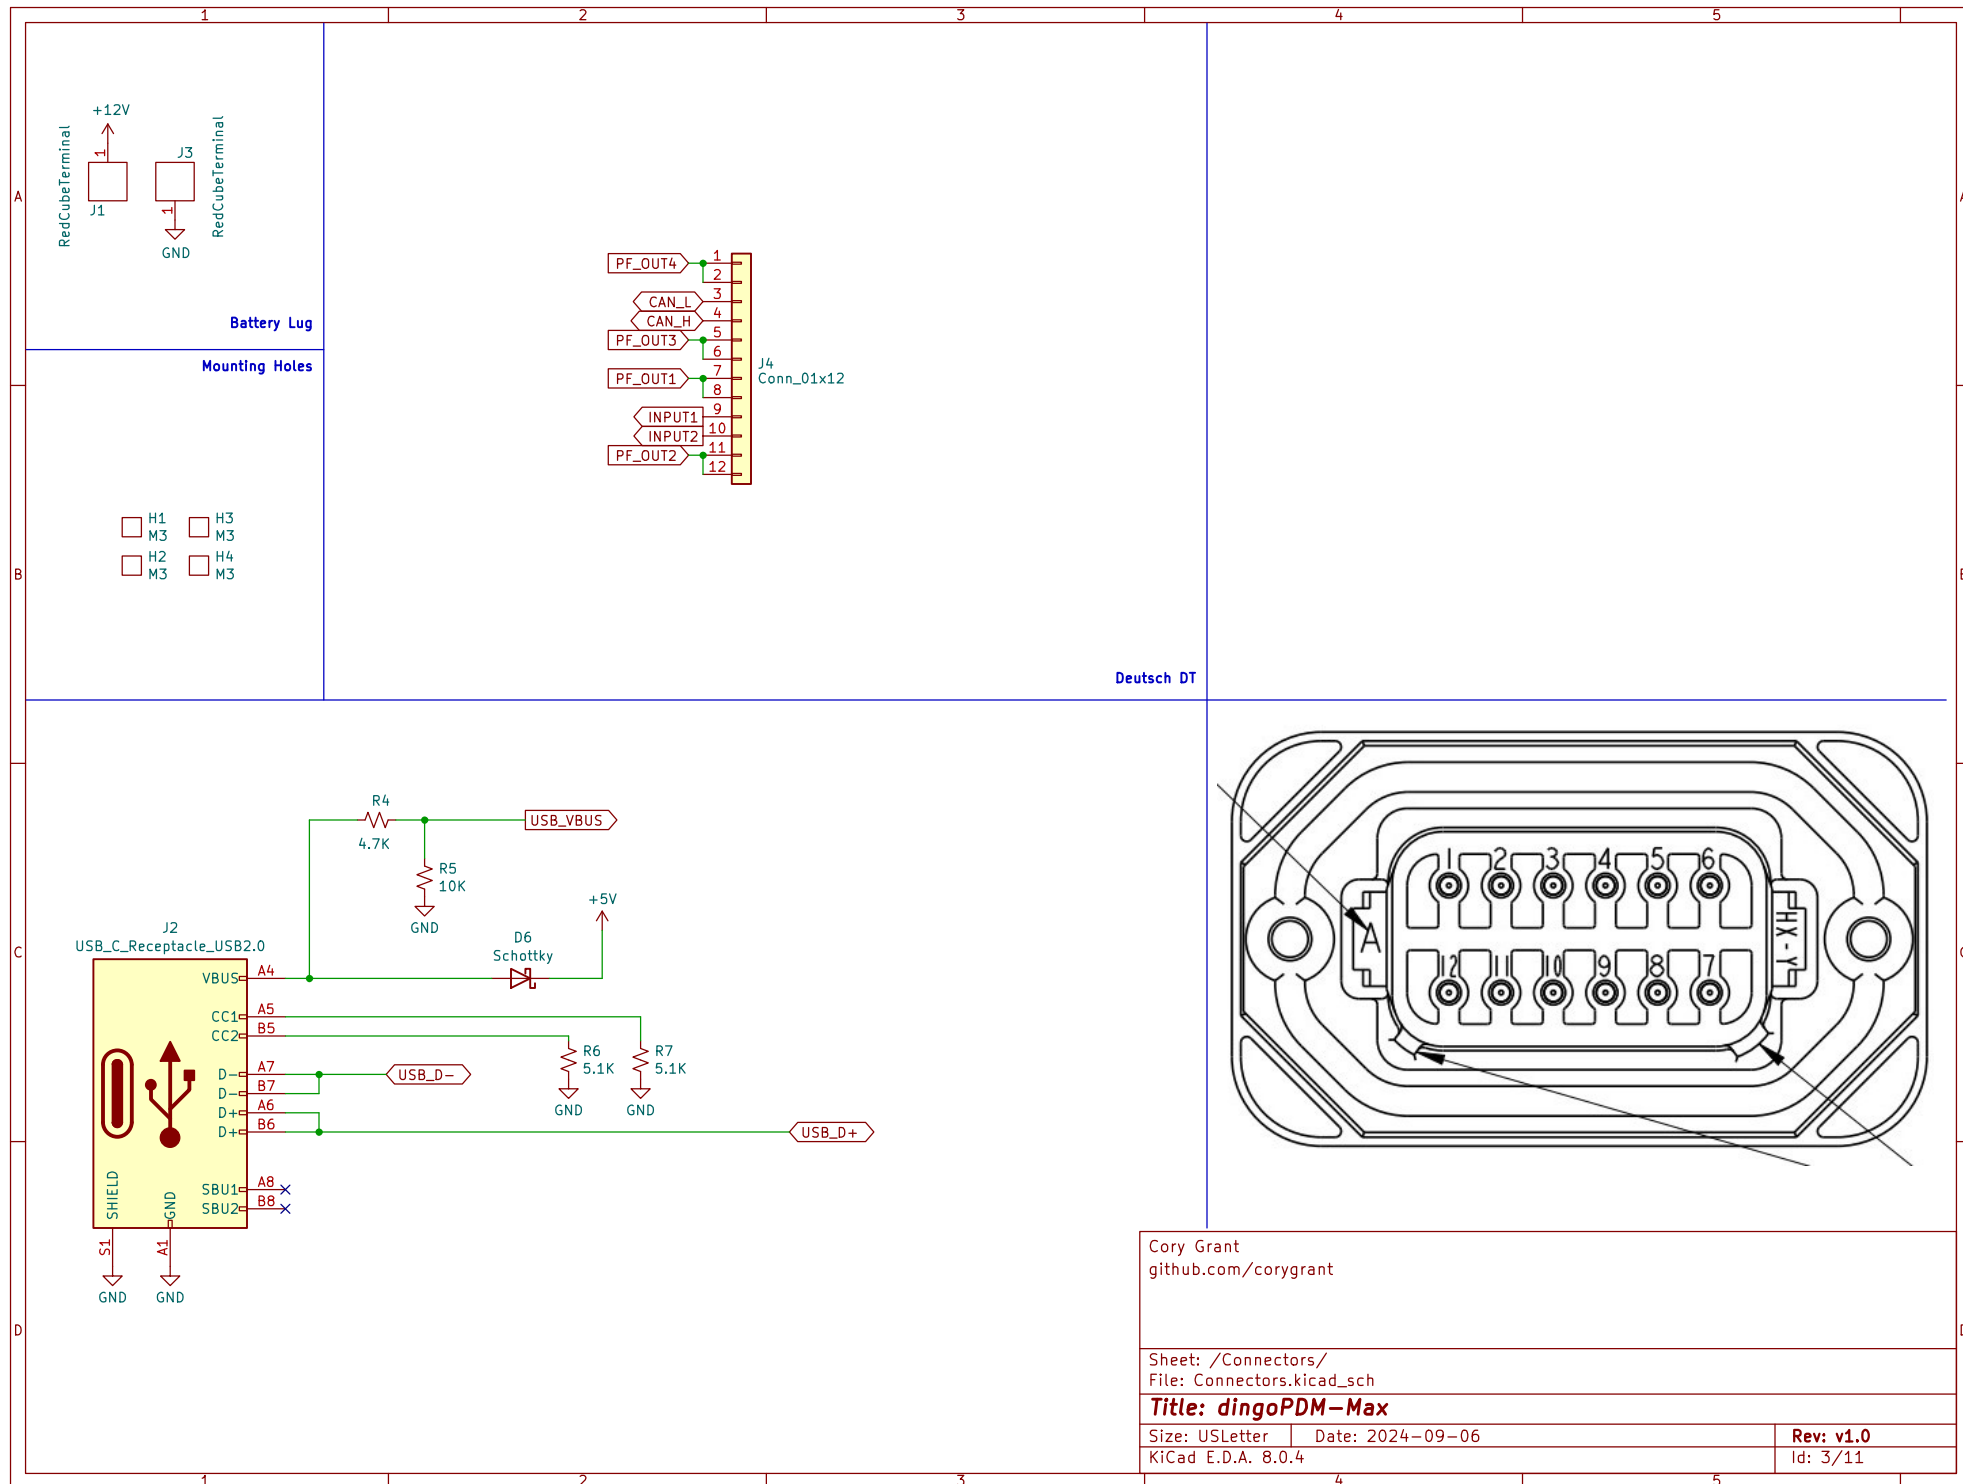 1 2 3 4 5
A
B
C
D
+12V
RedCubeTerminal
1
J1
J3
RedCubeTerminal
1
GND
Battery Lug
Mounting Holes
H1
M3
H3
M3
H2
M3
H4
M3
PF_OUT4
CAN_L
CAN_H
PF_OUT3
PF_OUT1
INPUT1
INPUT2
PF_OUT2
1
2
3
4
5
6
7
8
9
10
11
12
J4
Conn_01x12
Deutsch DT
R4
4.7K
USB_VBUS
R5
10K
GND
+5V
D6
Schottky
J2
USB_C_Receptacle_USB2.0
VBUS A4
CC1 A5
CC2 B5
D- A7
D- B7
D+ A6
D+ B6
SBU1 A8
SBU2 B8
SHIELD
GND
S1
A1
GND
GND
R6
5.1K
GND
R7
5.1K
GND
USB_D-
USB_D+
1 2 3 4 5 6
A
HX-Y
12 11 10 9 8 7
Cory Grant
github.com/corygrant
Sheet: /Connectors/
File: Connectors.kicad_sch
Title: dingoPDM-Max
Size: USLetter
Date: 2024-09-06
Rev: v1.0
KiCad E.D.A. 8.0.4
Id: 3/11
1 2 3 4 5